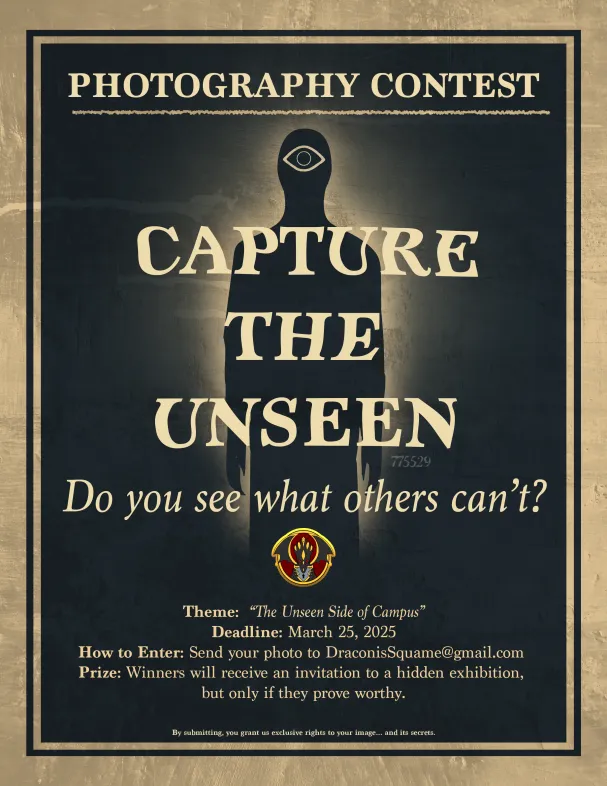 PHOTOGRAPHY CONTEST
CAPTURE
THE
UNSEEN
775529
Do you see what others can't?
Theme: “The Unseen Side of Campus”
Deadline: March 25, 2025
How to Enter: Send your photo to DraconisSquame@gmail.com
Prize: Winners will receive an invitation to a hidden exhibition,
but only if they prove worthy.
By submitting, you grant us exclusive rights to your image... and its secrets.